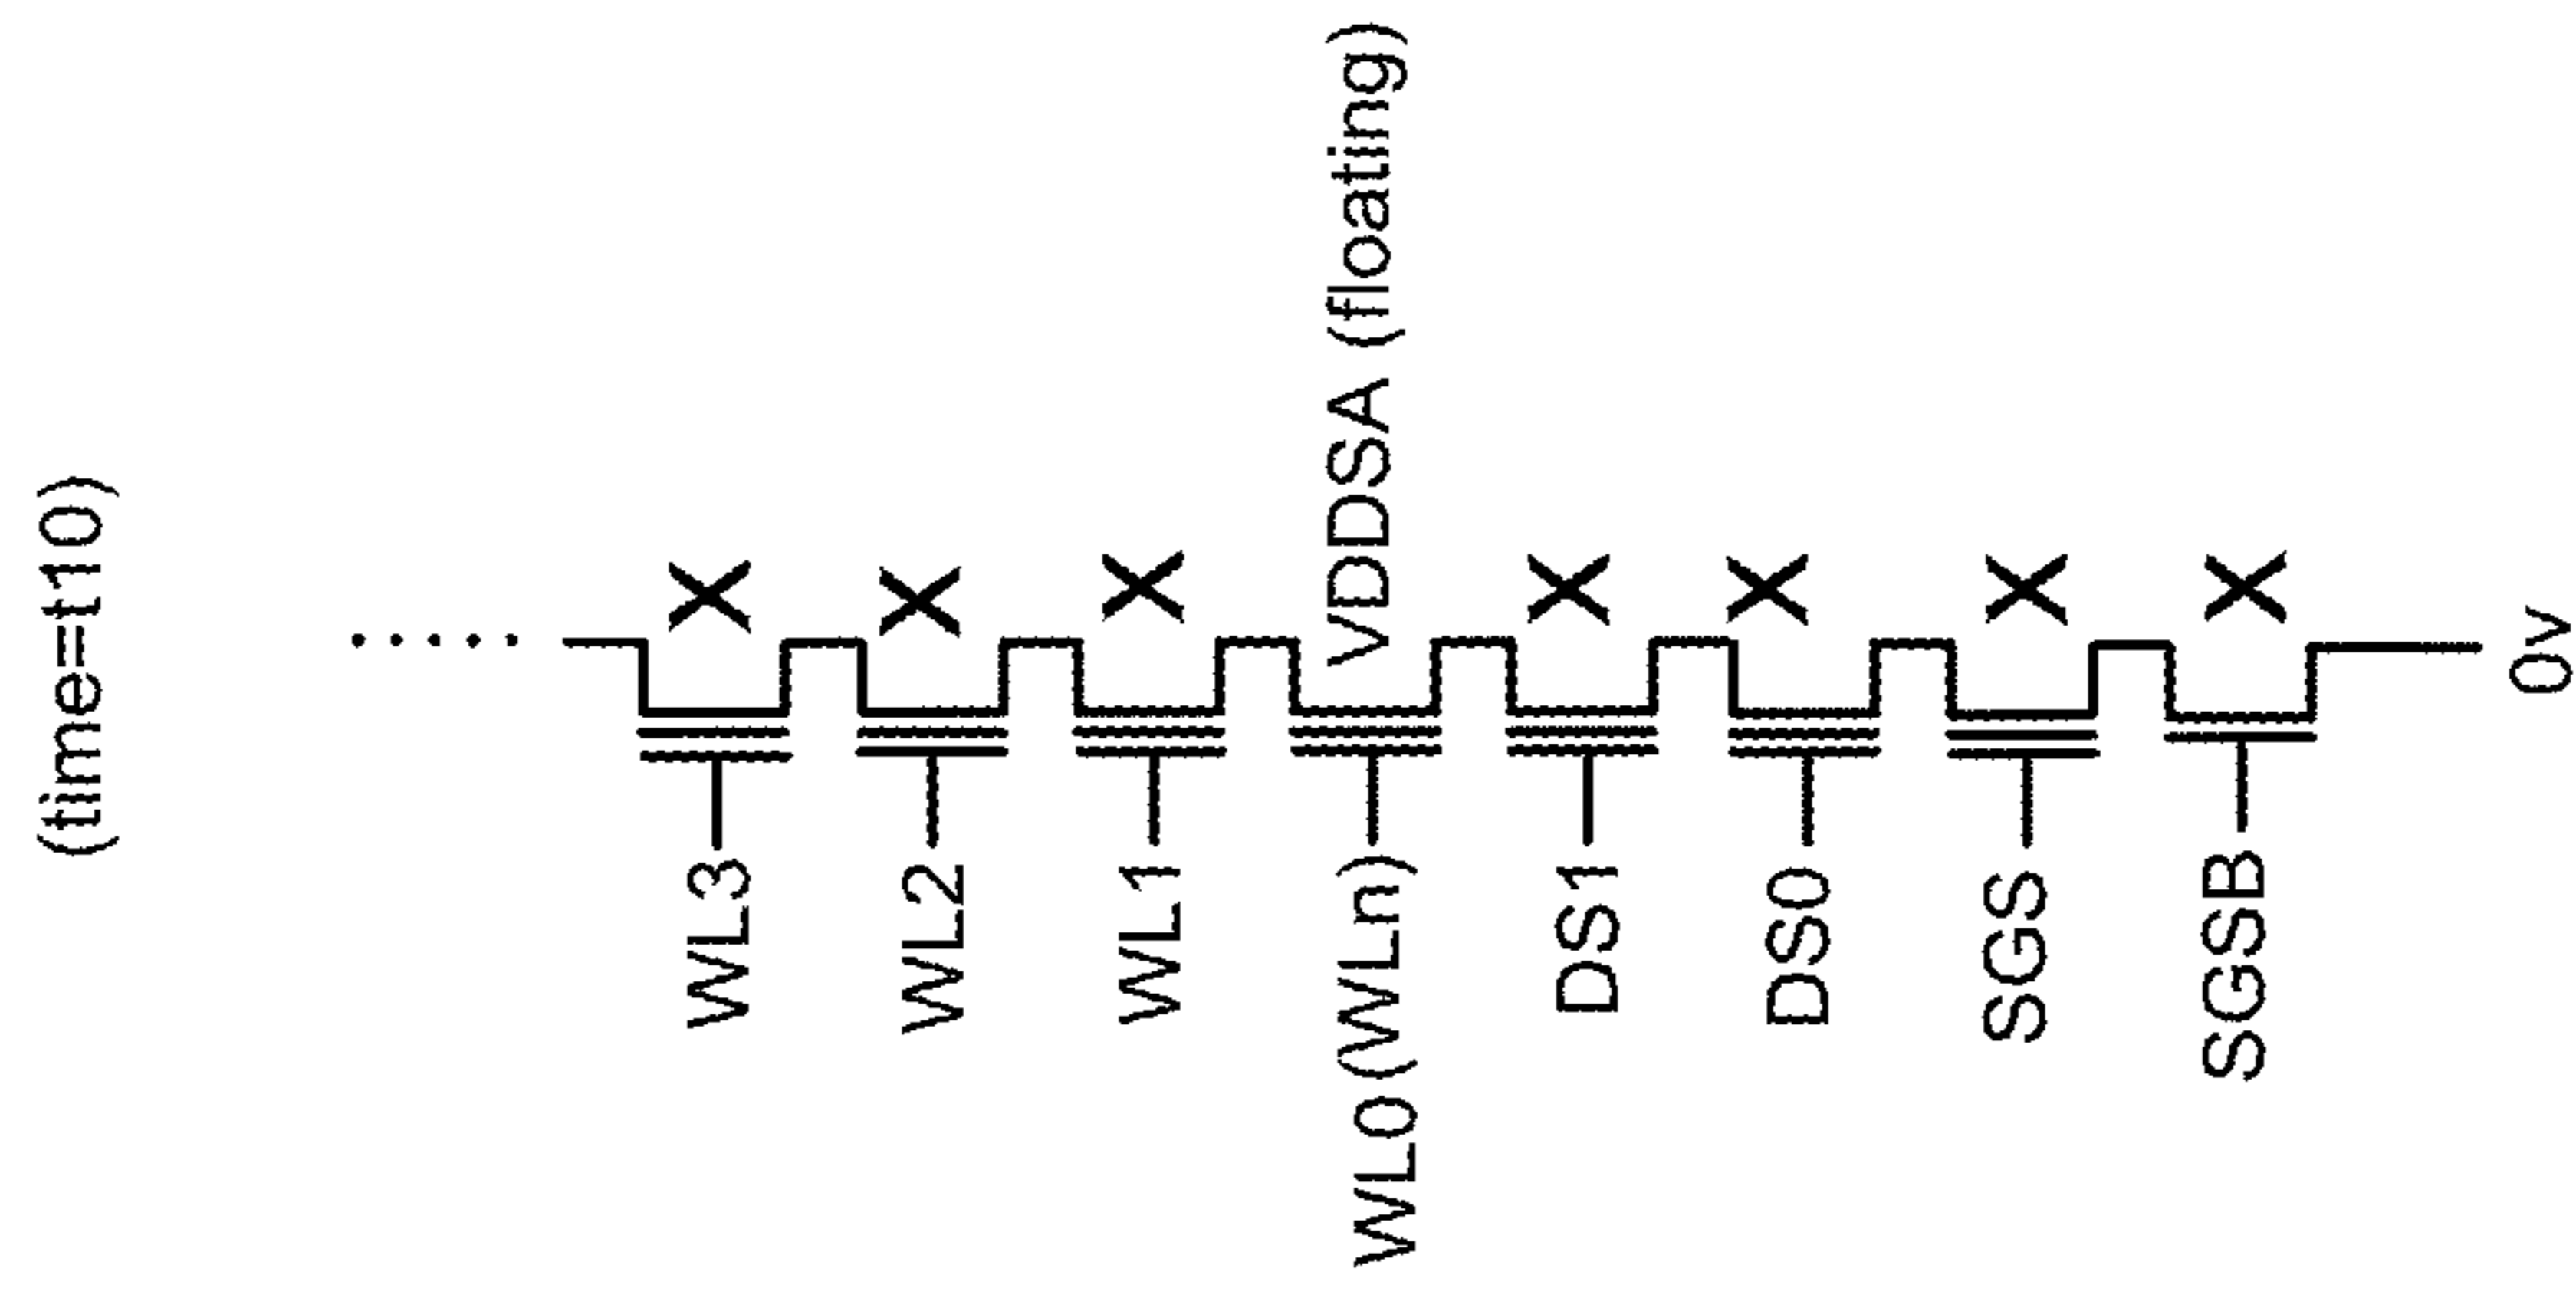 (time=t10)
.....
WL3
X
WL2
X
WL1
X
WL0 (WLn)
VDDSA (floating)
DS1
X
DS0
X
SGS
X
SGSB
X
0v